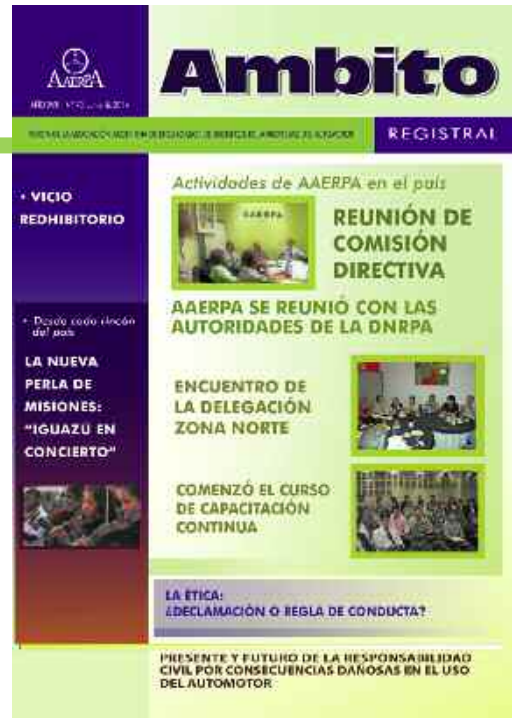 AAERPA
Ambito
REGISTRAL
• VICIO
REDHIBITORIO
• Desde cada rincón
del país
LA NUEVA
PERLA DE
MISIONES:
"IGUAZU EN
CONCIERTO"
Actividades de AAERPA en el país
AAERPA
REUNIÓN DE
COMISIÓN
DIRECTIVA
AAERPA SE REUNIÓ CON LAS
AUTORIDADES DE LA DNRPA
ENCUENTRO DE
LA DELEGACIÓN
ZONA NORTE
COMENZÓ EL CURSO
DE CAPACITACIÓN
CONTINUA
LA ÉTICA:
¿DECLAMACIÓN O REGLA DE CONDUCTA?
PRESENTE Y FUTURO DE LA RESPONSABILIDAD
CIVIL POR CONSECUENCIAS DAÑOSAS EN EL USO
DEL AUTOMOTOR